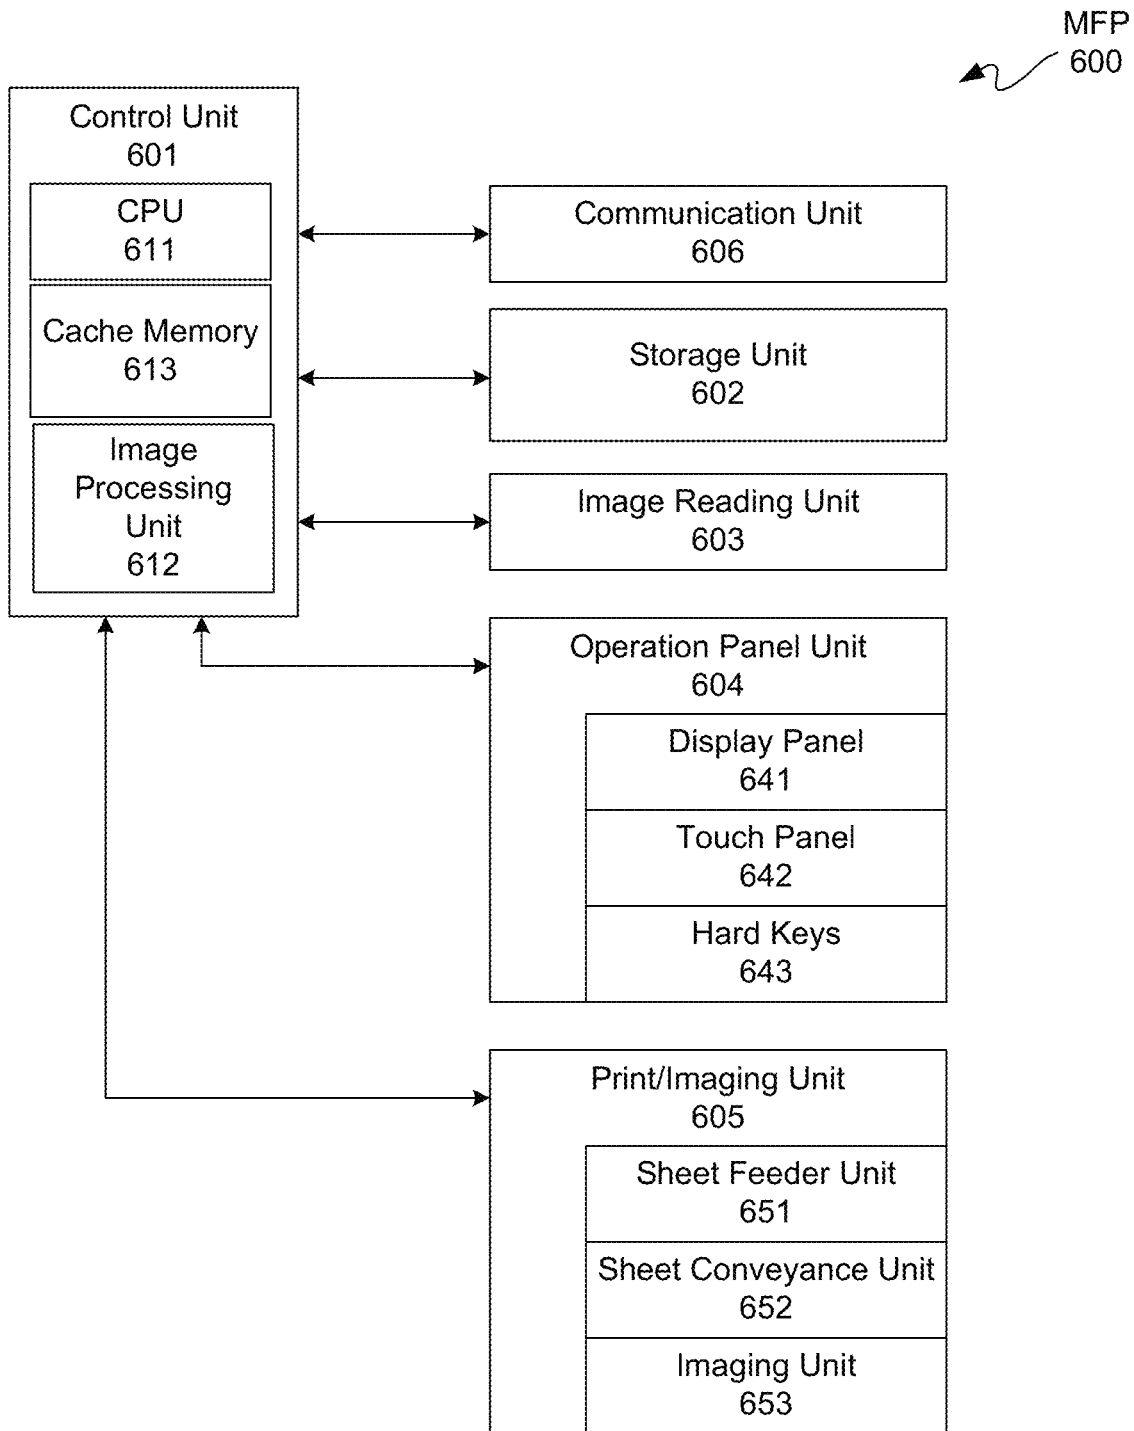 MFP
600
Control Unit
601
CPU
611
Cache Memory
613
Image
Processing
Unit
612
Communication Unit
606
Storage Unit
602
Image Reading Unit
603
Operation Panel Unit
604
Display Panel
641
Touch Panel
642
Hard Keys
643
Print/Imaging Unit
605
Sheet Feeder Unit
651
Sheet Conveyance Unit
652
Imaging Unit
653